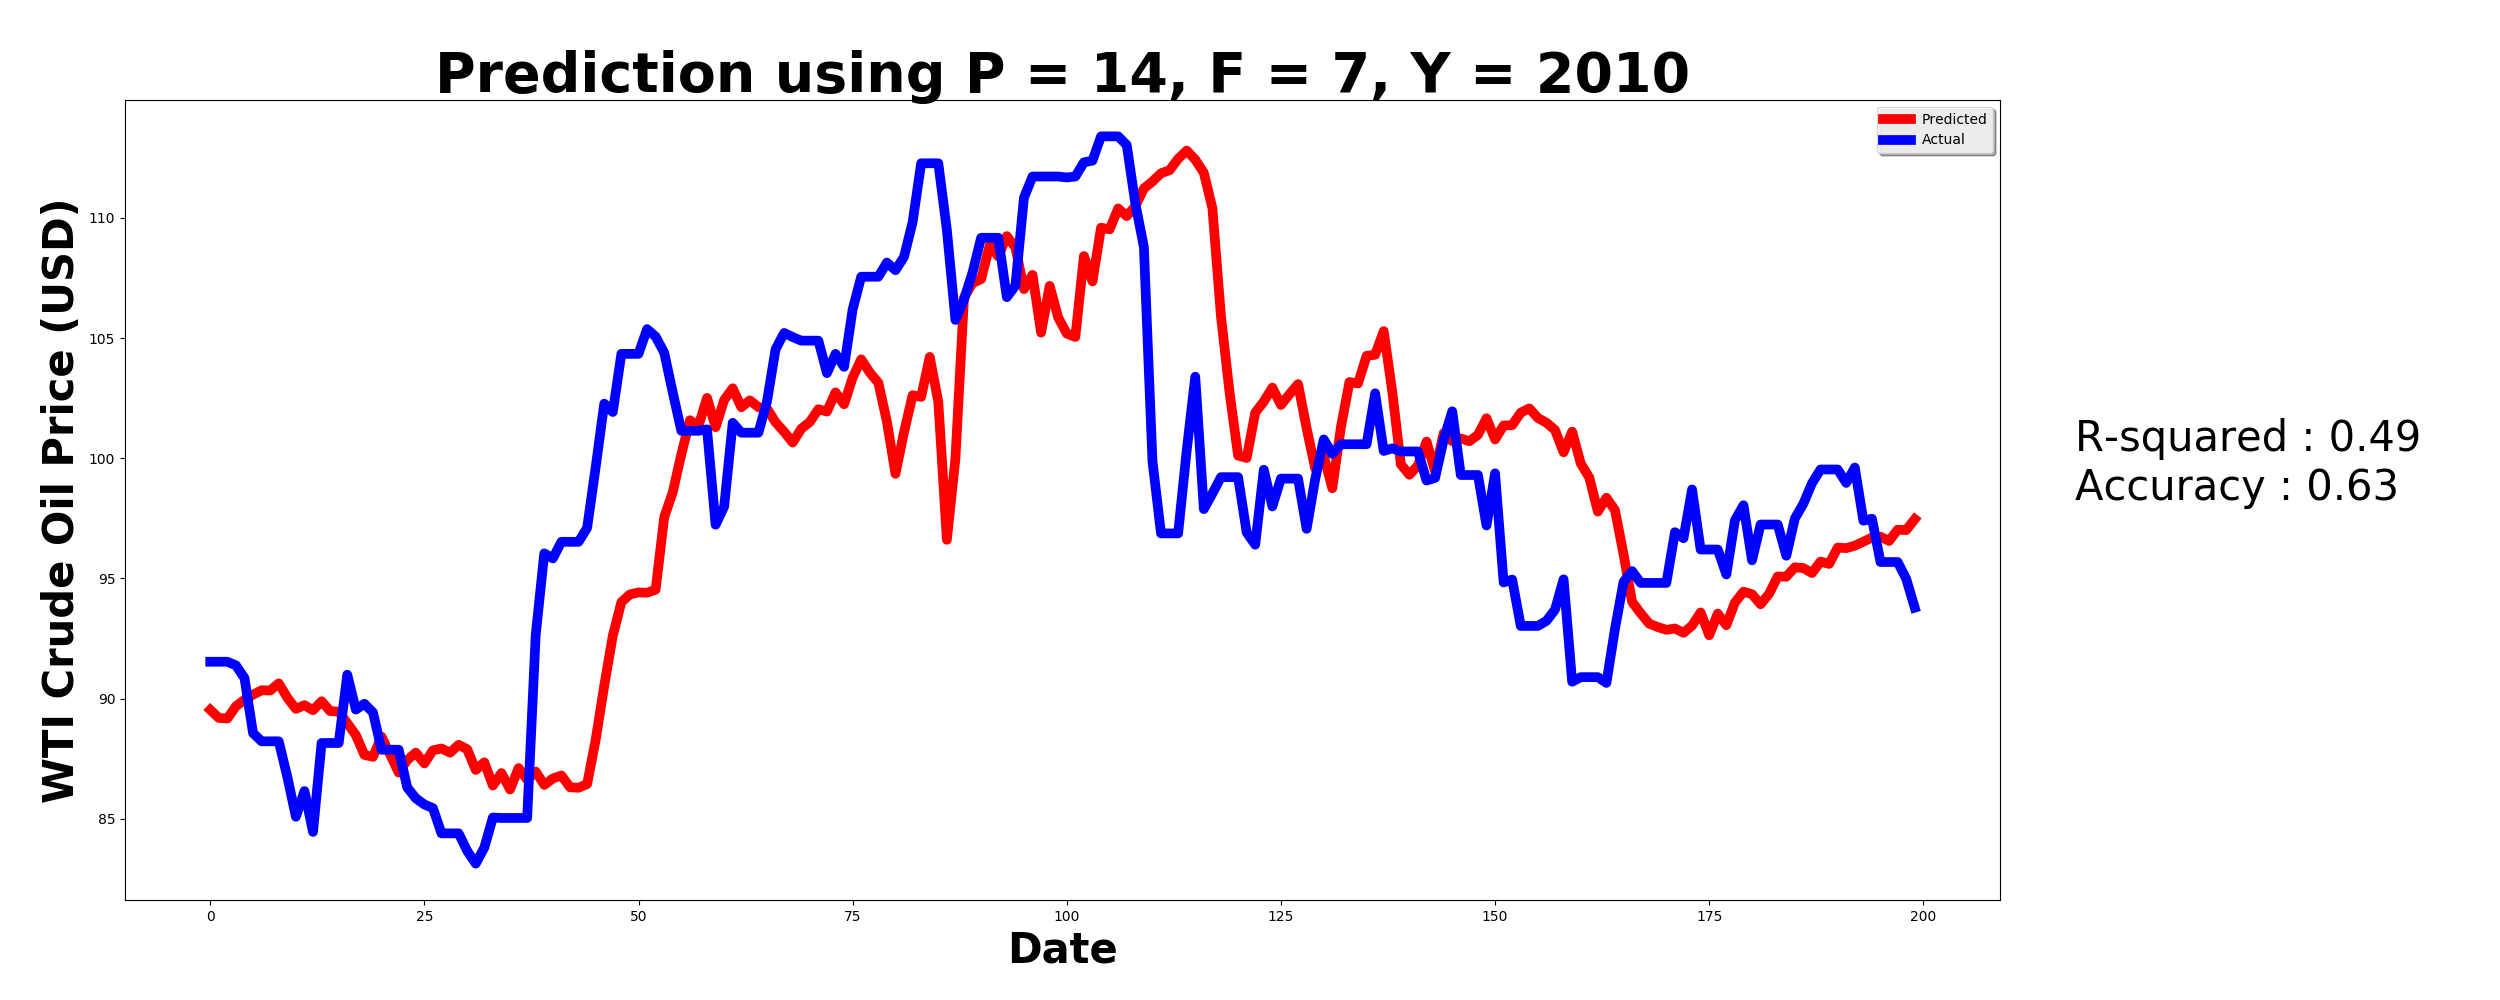 Prediction using P = 14, F = 7, Y = 2010
Predicted
Actual
WTI Crude Oil Price (USD)
110
105
100
95
90
85
R-squared : 0.49
Accuracy : 0.63
0 25 50 75 100 125 150 175 200
Date